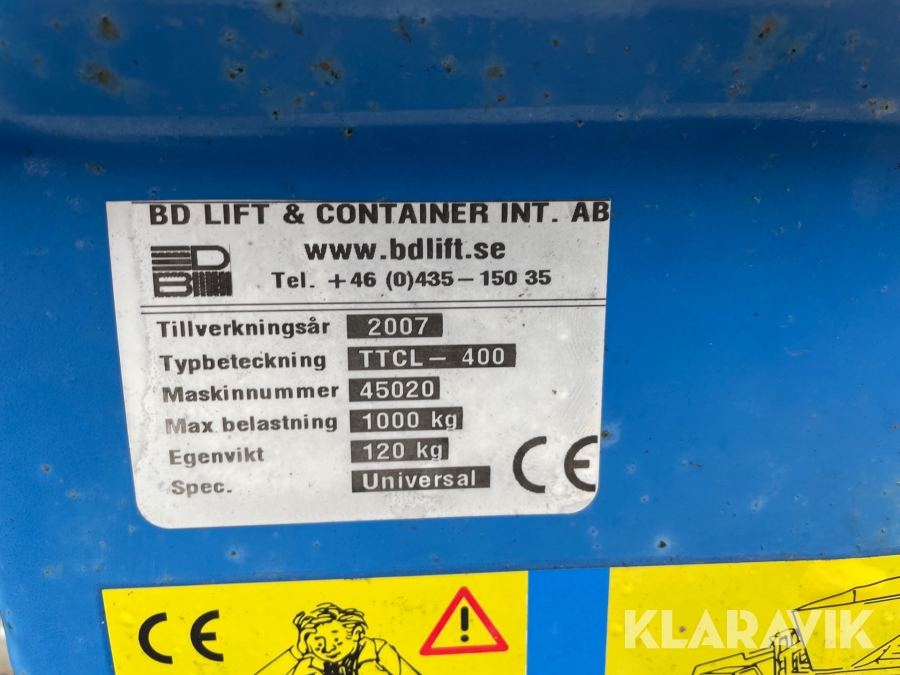 BD LIFT & CONTAINER INT. AB
www.bdlift.se
Tel. +46 (0)435-150 35
BD
Tillverkningsår 2007
Typbeteckning TTCL- 400
Maskinnummer 45020
Max belastning 1000 kg
Egenvikt 120 kg
Spec. Universal
CE
CE
!
KLARAVIK